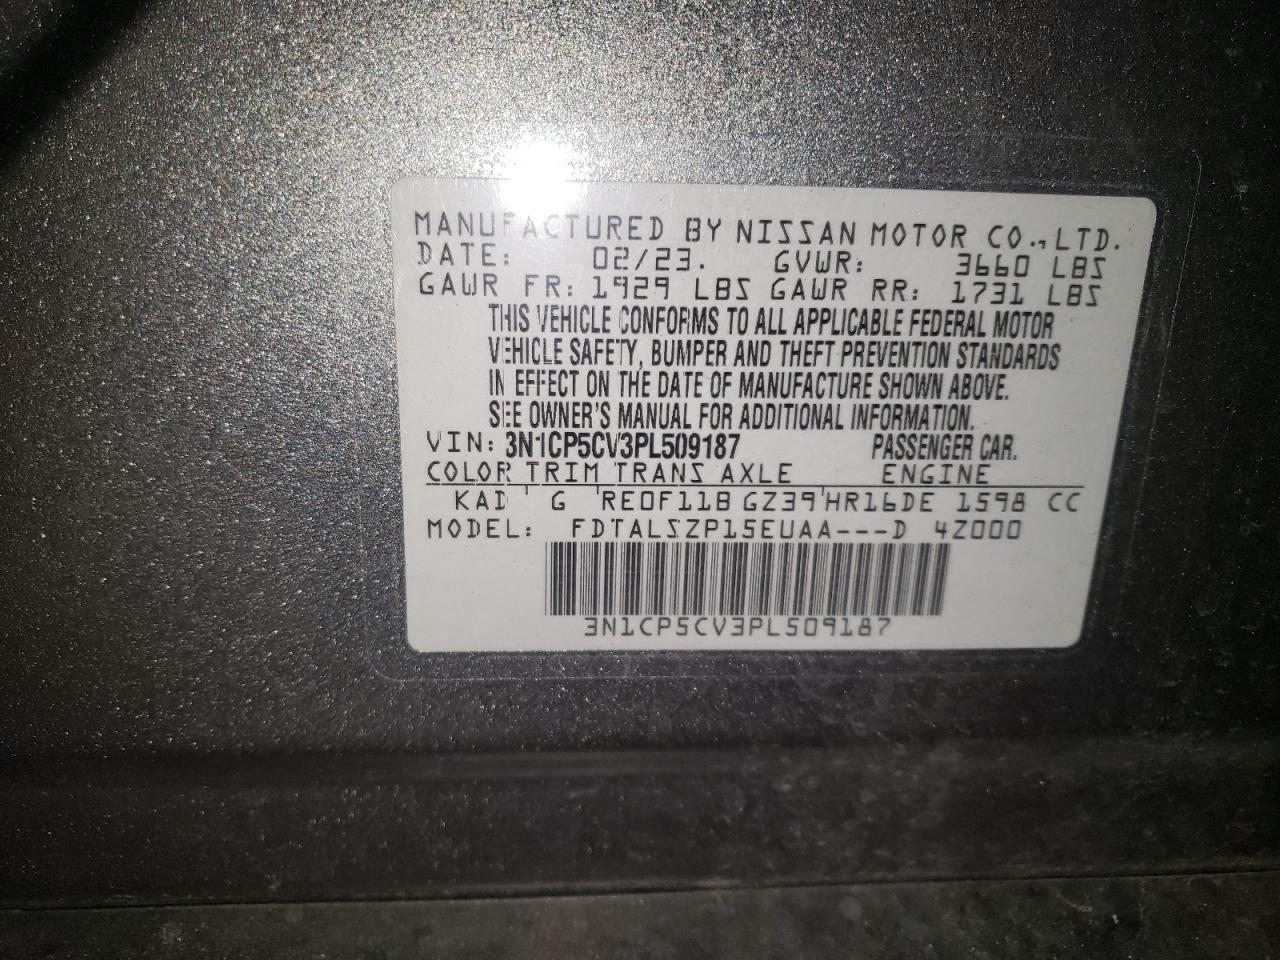 MANUFACTURED BY NISSAN MOTOR CO., LTD.
DATE: 02/23. GVWR: 3660 LBS
GAWR FR: 1929 LBS GAWR RR: 1731 LBS
THIS VEHICLE CONFORMS TO ALL APPLICABLE FEDERAL MOTOR
VEHICLE SAFETY, BUMPER AND THEFT PREVENTION STANDARDS
IN EFFECT ON THE DATE OF MANUFACTURE SHOWN ABOVE.
SEE OWNER'S MANUAL FOR ADDITIONAL INFORMATION.
VIN: 3N1CP5CV3PL509187 PASSENGER CAR.
COLOR TRIM TRANS AXLE ENGINE
KAD G RE0F11B GZ39 HR16DE 1598 CC
MODEL: FDTALSZP15EUAA---D 4Z000
3N1CP5CV3PL509187